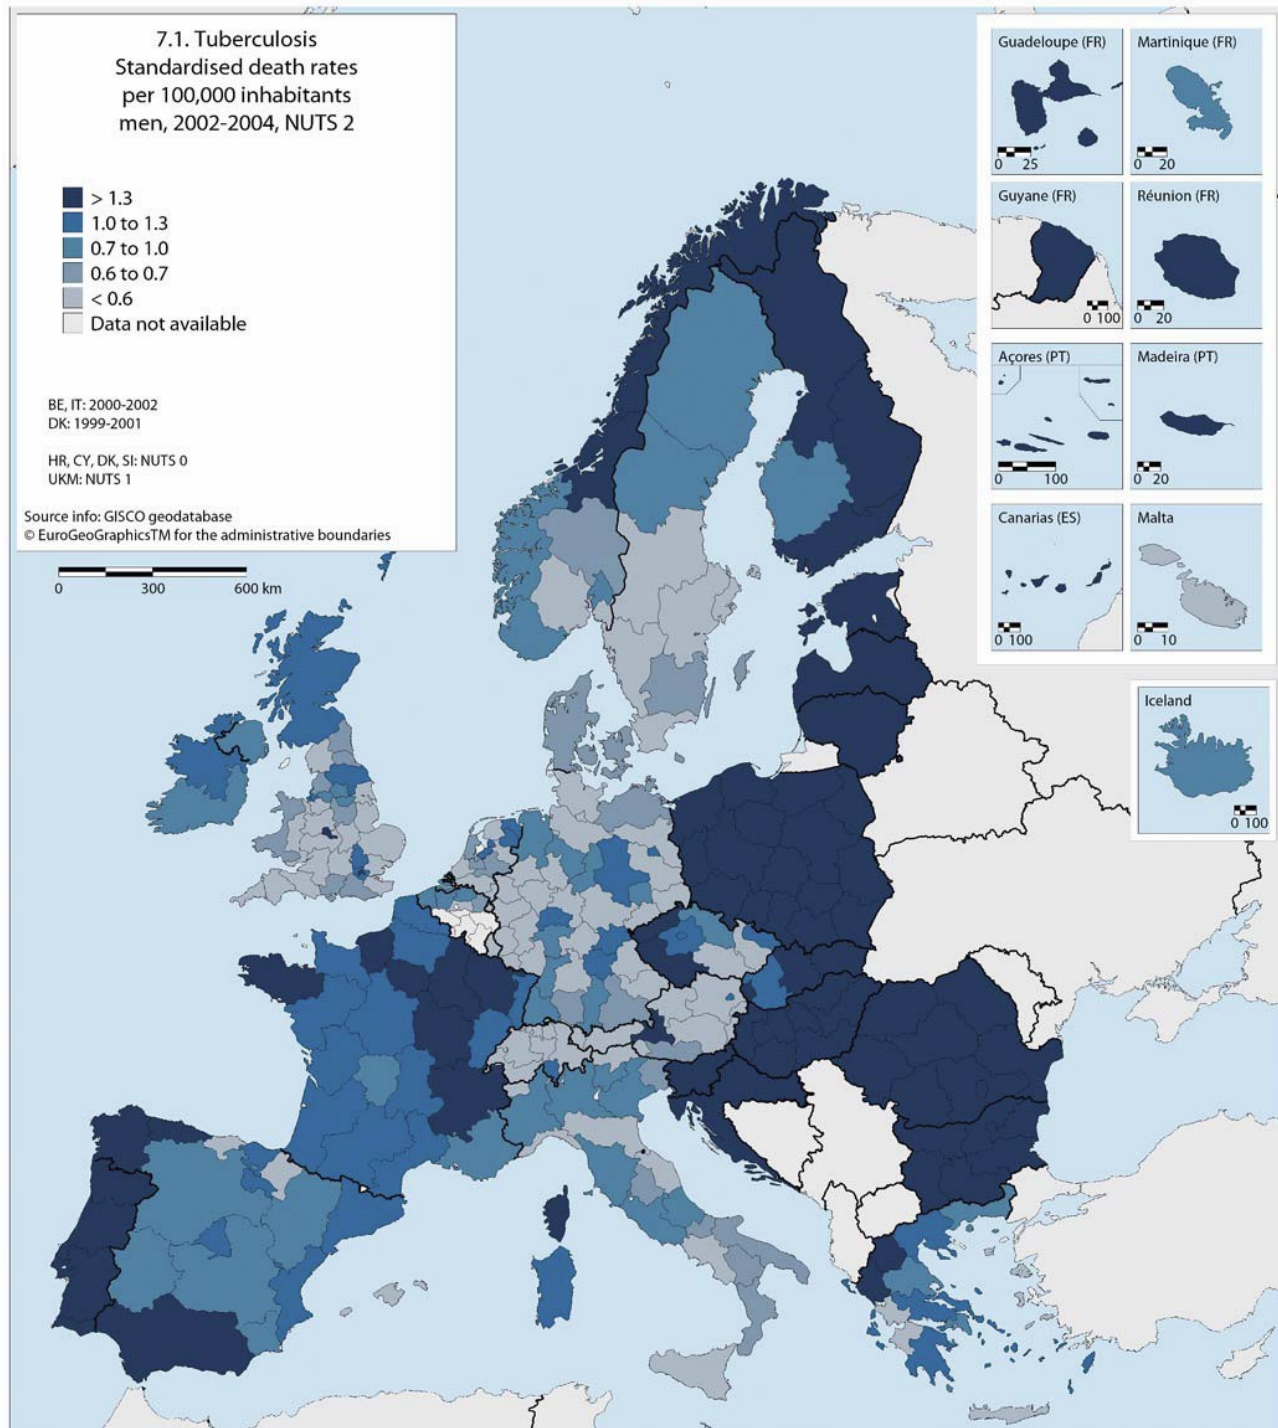 7.1. Tuberculosis
Standardised death rates
per 100,000 inhabitants
men, 2002-2004, NUTS 2
> 1.3
1.0 to 1.3
0.7 to 1.0
0.6 to 0.7
< 0.6
Data not available
BE, IT: 2000-2002
DK: 1999-2001
HR, CY, DK, SI: NUTS 0
UKM: NUTS 1
Source info: GISCO geodatabase
© EuroGeoGraphicsTM for the administrative boundaries
0 300 600 km
Guadeloupe (FR)
0 25
Martinique (FR)
0 20
Guyane (FR)
0 100
Réunion (FR)
0 20
Açores (PT)
0 100
Madeira (PT)
0 20
Canarias (ES)
0 100
Malta
0 10
Iceland
0 100